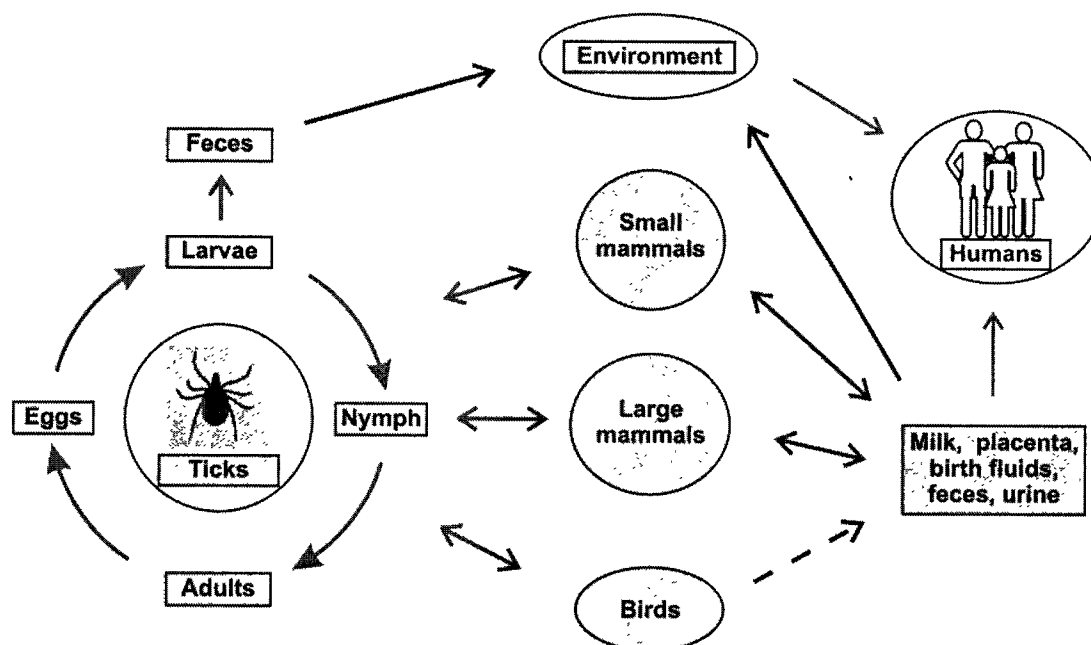 Environment
Feces
Small
mammals
Larvae
Humans
Eggs
Nymph
Large
mammals
Ticks
Milk, placenta,
birth fluids,
feces, urine
Adults
Birds